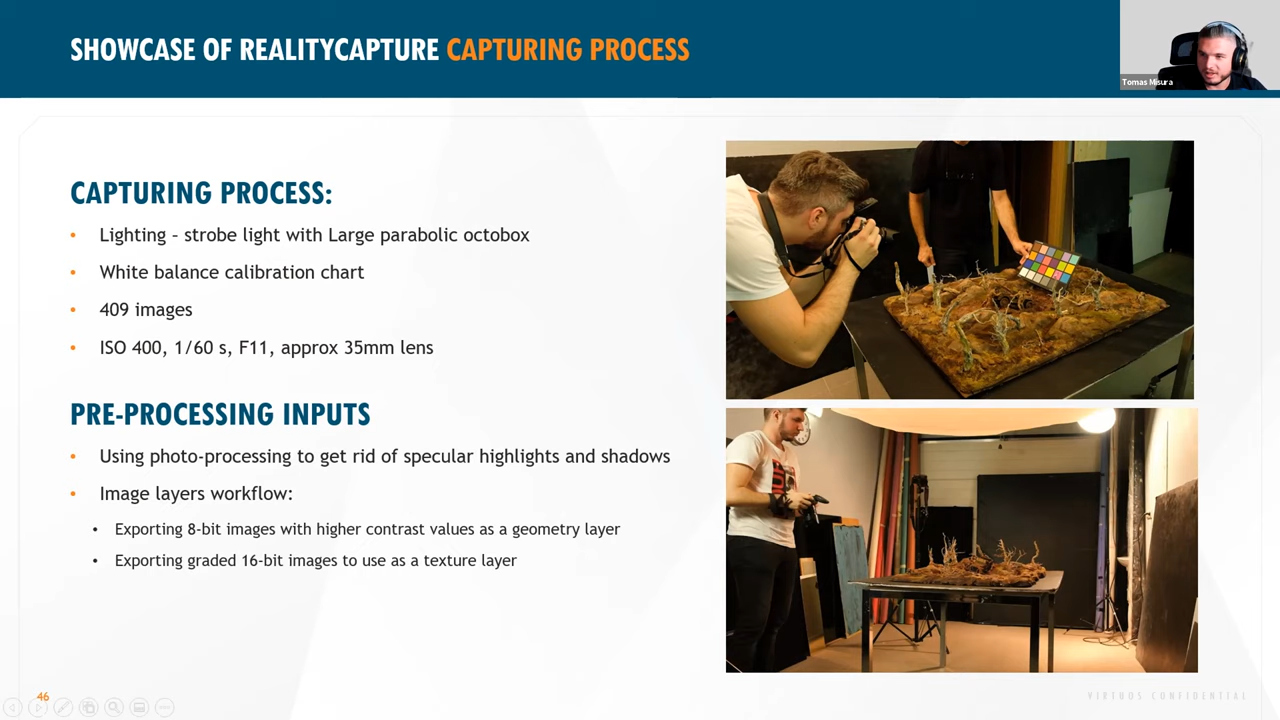 SHOWCASE OF REALITYCAPTURE CAPTURING PROCESS
Tomas Misura
CAPTURING PROCESS:
• Lighting – strobe light with Large parabolic octobox
• White balance calibration chart
• 409 images
• ISO 400, 1/60 s, F11, approx 35mm lens
PRE-PROCESSING INPUTS
• Using photo-processing to get rid of specular highlights and shadows
• Image layers workflow:
• Exporting 8-bit images with higher contrast values as a geometry layer
• Exporting graded 16-bit images to use as a texture layer
46
VIRTUOS CONFIDENTIAL